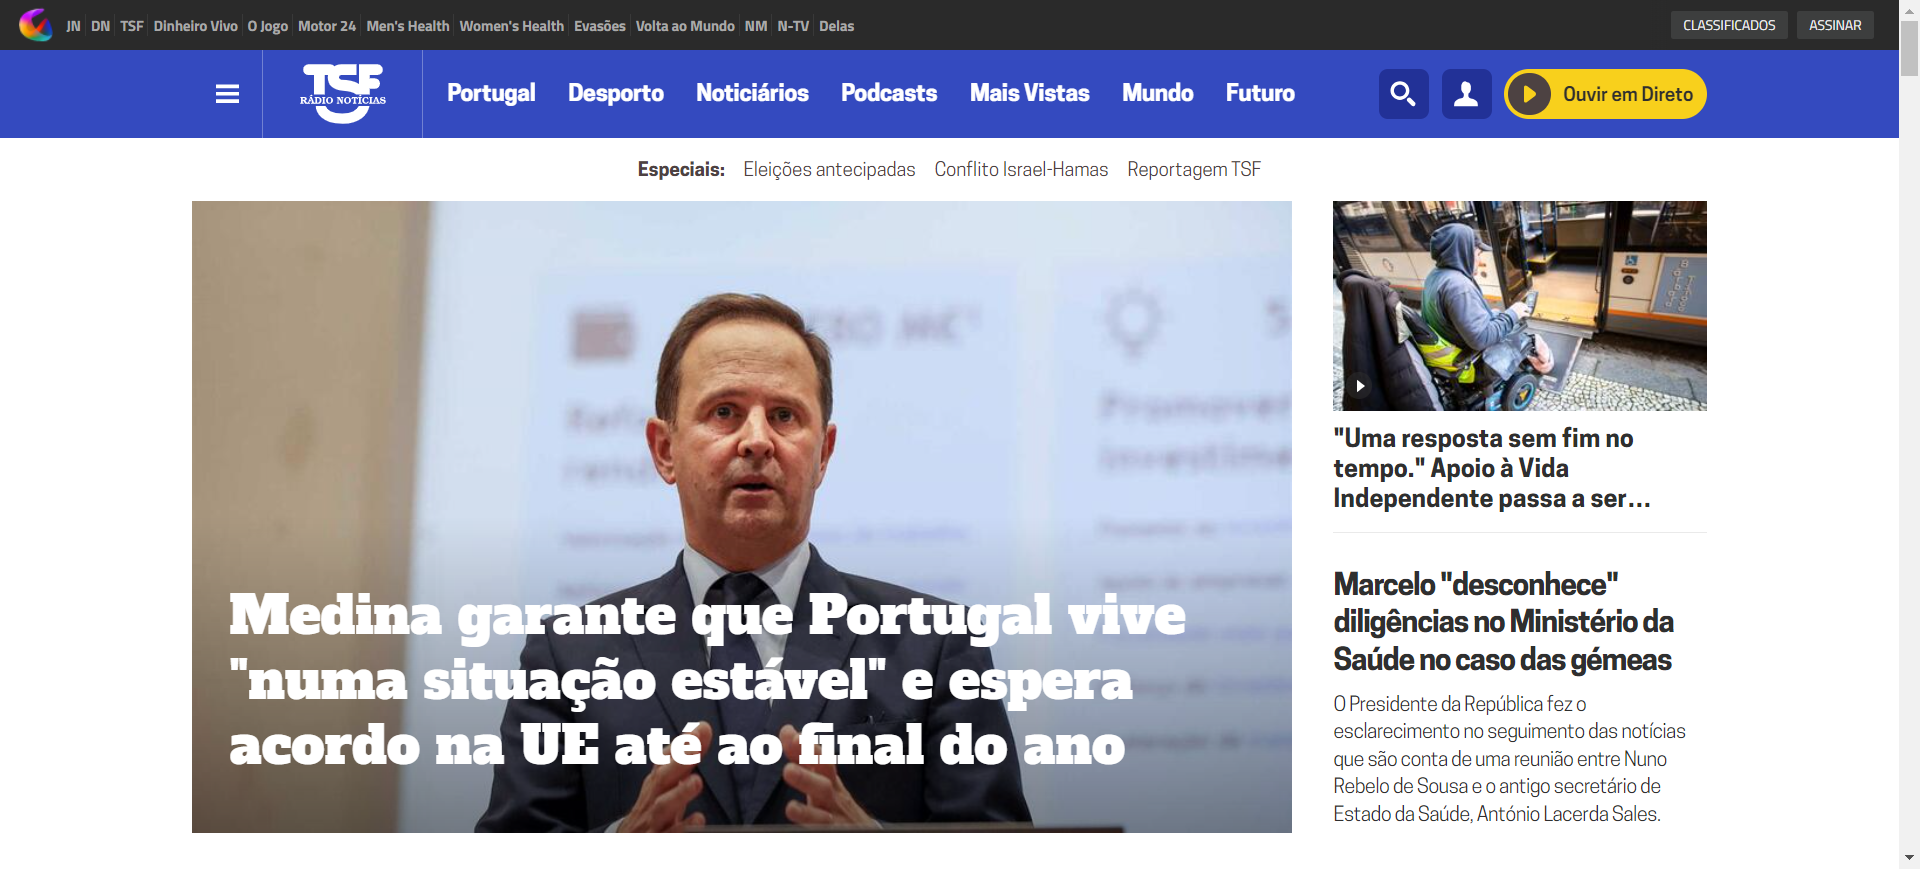 JN DN TSF Dinheiro Vivo O Jogo Motor 24 Men's Health Women's Health Evasões Volta ao Mundo NM N-TV Delas
CLASSIFICADOS ASSINAR
TSF
RÁDIO NOTÍCIAS
Portugal Desporto Noticiários Podcasts Mais Vistas Mundo Futuro
Ouvir em Direto
Especiais: Eleições antecipadas Conflito Israel-Hamas Reportagem TSF
Promover
Medina garante que Portugal vive
"numa situação estável" e espera
acordo na UE até ao final do ano
"Uma resposta sem fim no
tempo." Apoio à Vida
Independente passa a ser...
Marcelo "desconhece"
diligências no Ministério da
Saúde no caso das gémeas
O Presidente da República fez o
esclarecimento no seguimento das notícias
que são conta de uma reunião entre Nuno
Rebelo de Sousa e o antigo secretário de
Estado da Saúde, António Lacerda Sales.